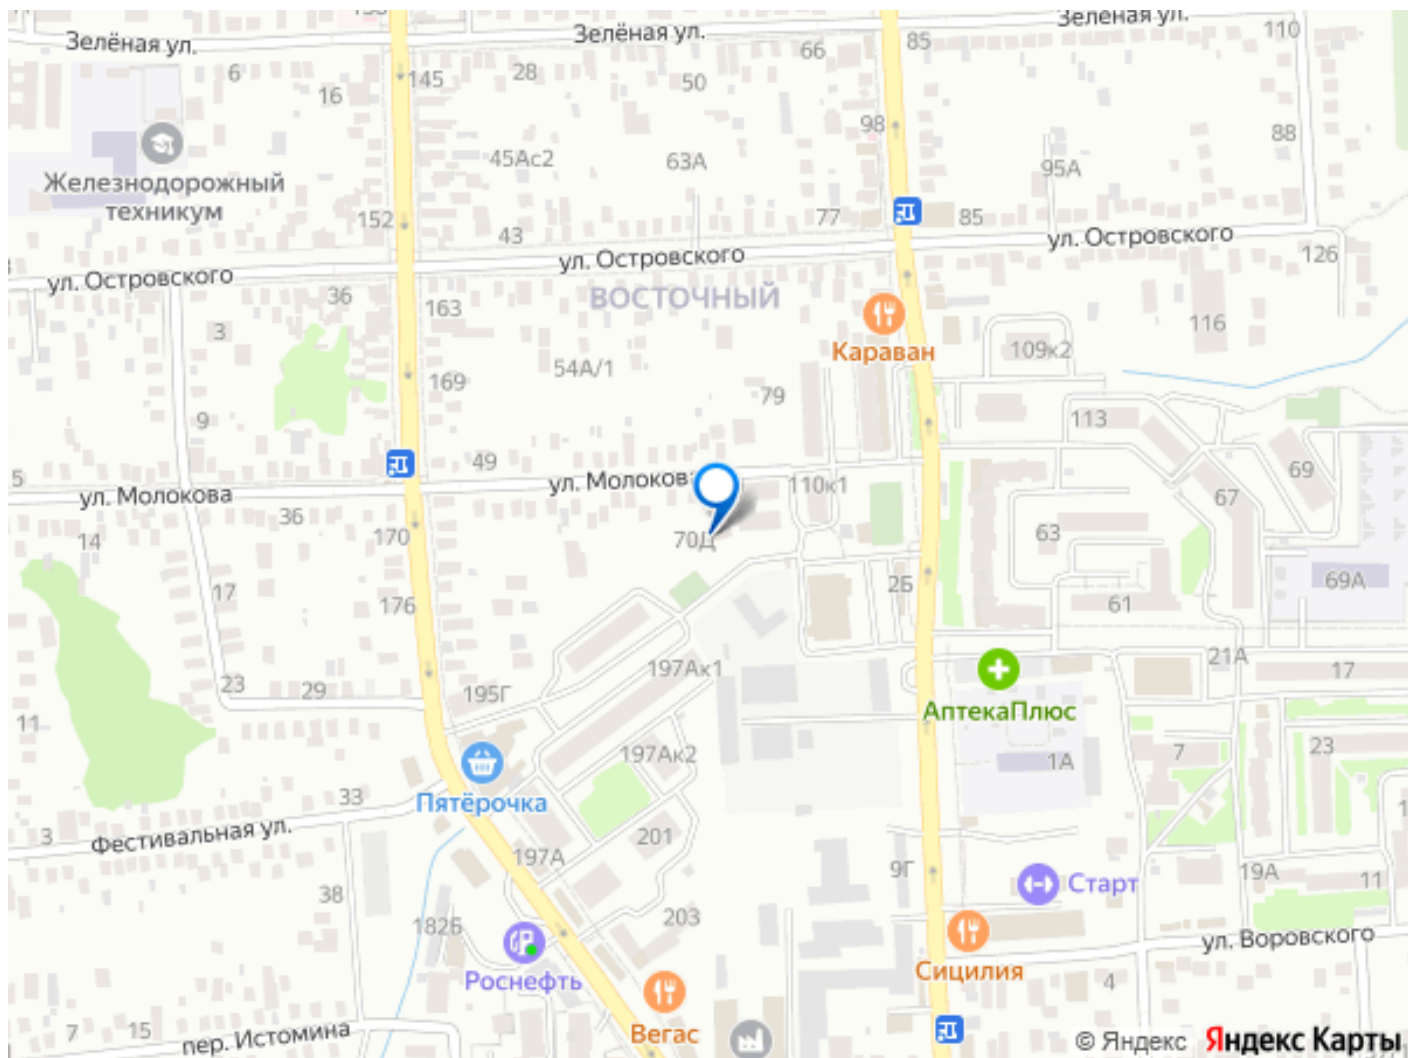 Зелёная ул.
Зелёная ул.
Зелёная ул.
85
110
66
6
145
28
50
16
98
88
45Ас2
63А
95А
Железнодорожный
техникум
152
43
77
85
ул. Островского
ул. Островского
ул. Островского
126
36
163
ВОСТОЧНЫЙ
3
116
Караван
109к2
54А/1
169
79
9
113
49
5
ул. Молокова
ул. Молокова
110к1
69
67
36
14
170
70Д
63
17
176
2Б
61
69А
23
29
195Г
197Ак1
21А
17
11
АптекаПлюс
197Ак2
7
23
1А
33
Пятёрочка
3
Фестивальная ул.
201
197А
9Г
19А
11
38
Старт
182Б
203
ул. Воровского
Роснефть
Сицилия
4
7
15
пер. Истомина
Вегас
© Яндекс Яндекс Карты